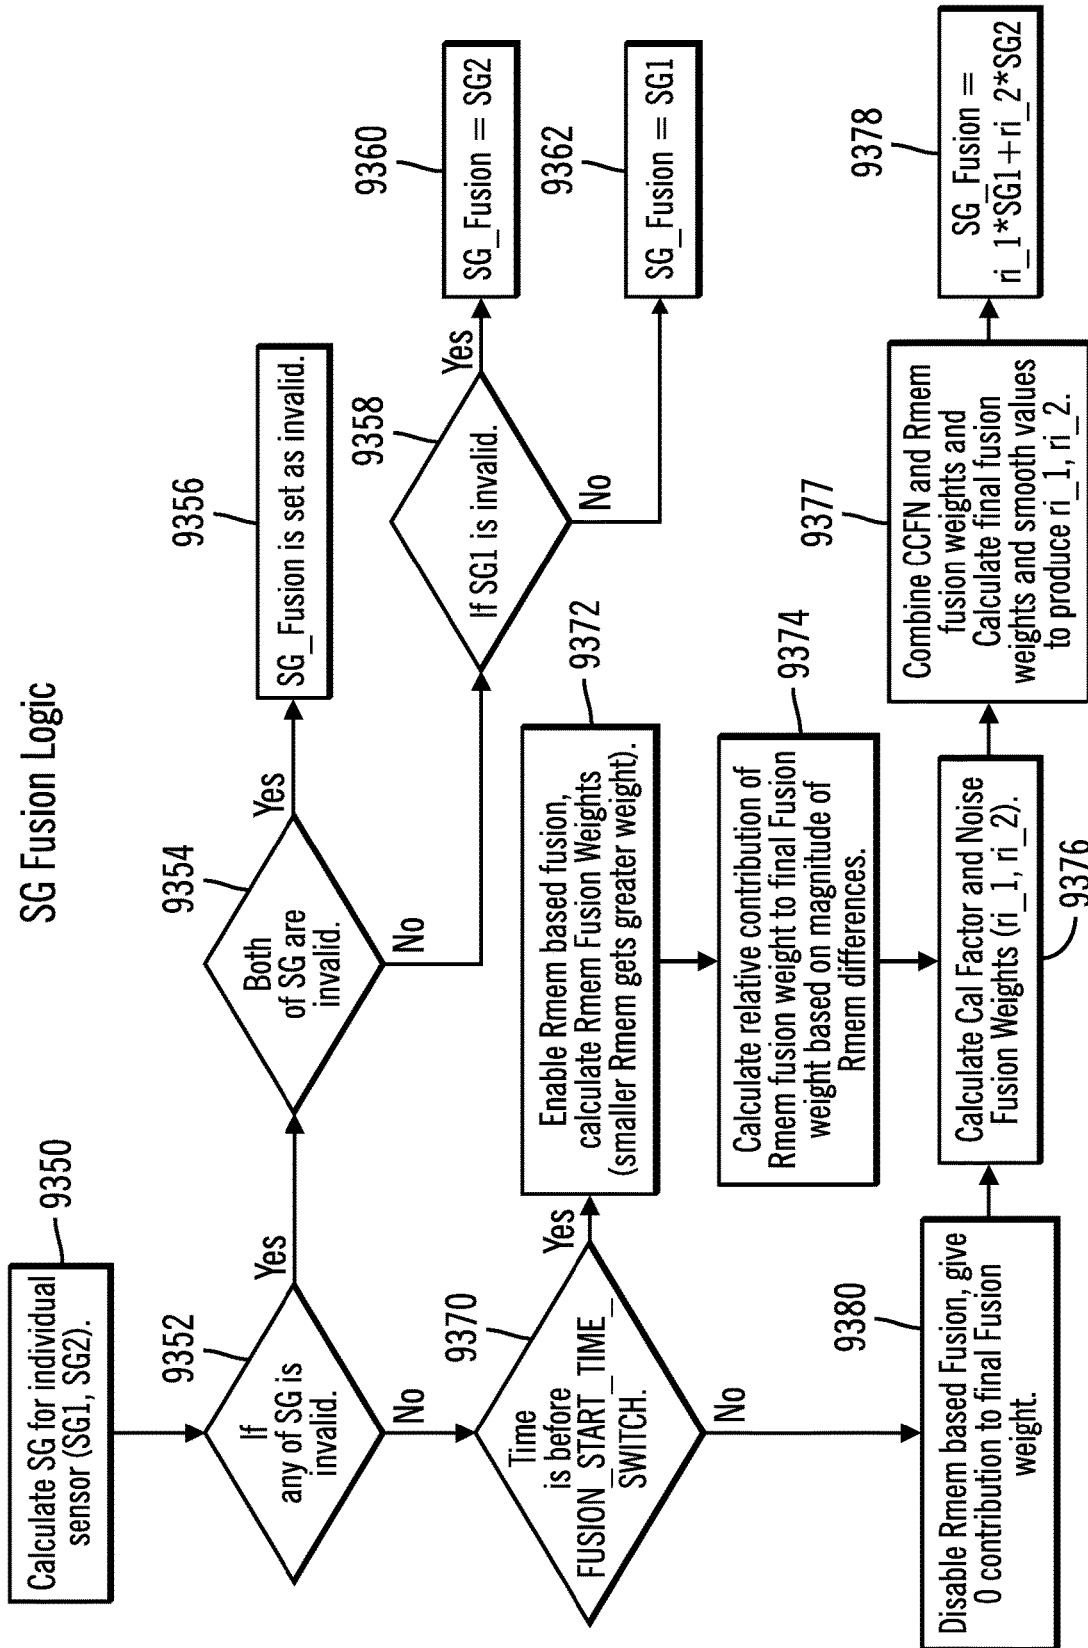 SG Fusion Logic
Calculate SG for individual
sensor (SG1, SG2).
9350
If
any of SG is
invalid.
9352
Yes
No
Both
of SG are
invalid.
9354
Yes
No
SG_Fusion is set as invalid.
9356
If SG1 is invalid.
9358
Yes
No
SG_Fusion = SG2
9360
SG_Fusion = SG1
9362
Time
is before
FUSION_START_TIME_
SWITCH.
9370
Yes
No
Enable Rmem based fusion,
calculate Rmem Fusion Weights
(smaller Rmem gets greater weight).
9372
Calculate relative contribution of
Rmem fusion weight to final Fusion
weight based on magnitude of
Rmem differences.
9374
Disable Rmem based Fusion, give
0 contribution to final Fusion
weight.
9380
Calculate Cal Factor and Noise
Fusion Weights (ri_1, ri_2).
9376
Combine CCFN and Rmem
fusion weights and
Calculate final fusion
weights and smooth values
to produce ri_1, ri_2.
9377
SG_Fusion =
ri_1*SG1+ri_2*SG2
9378